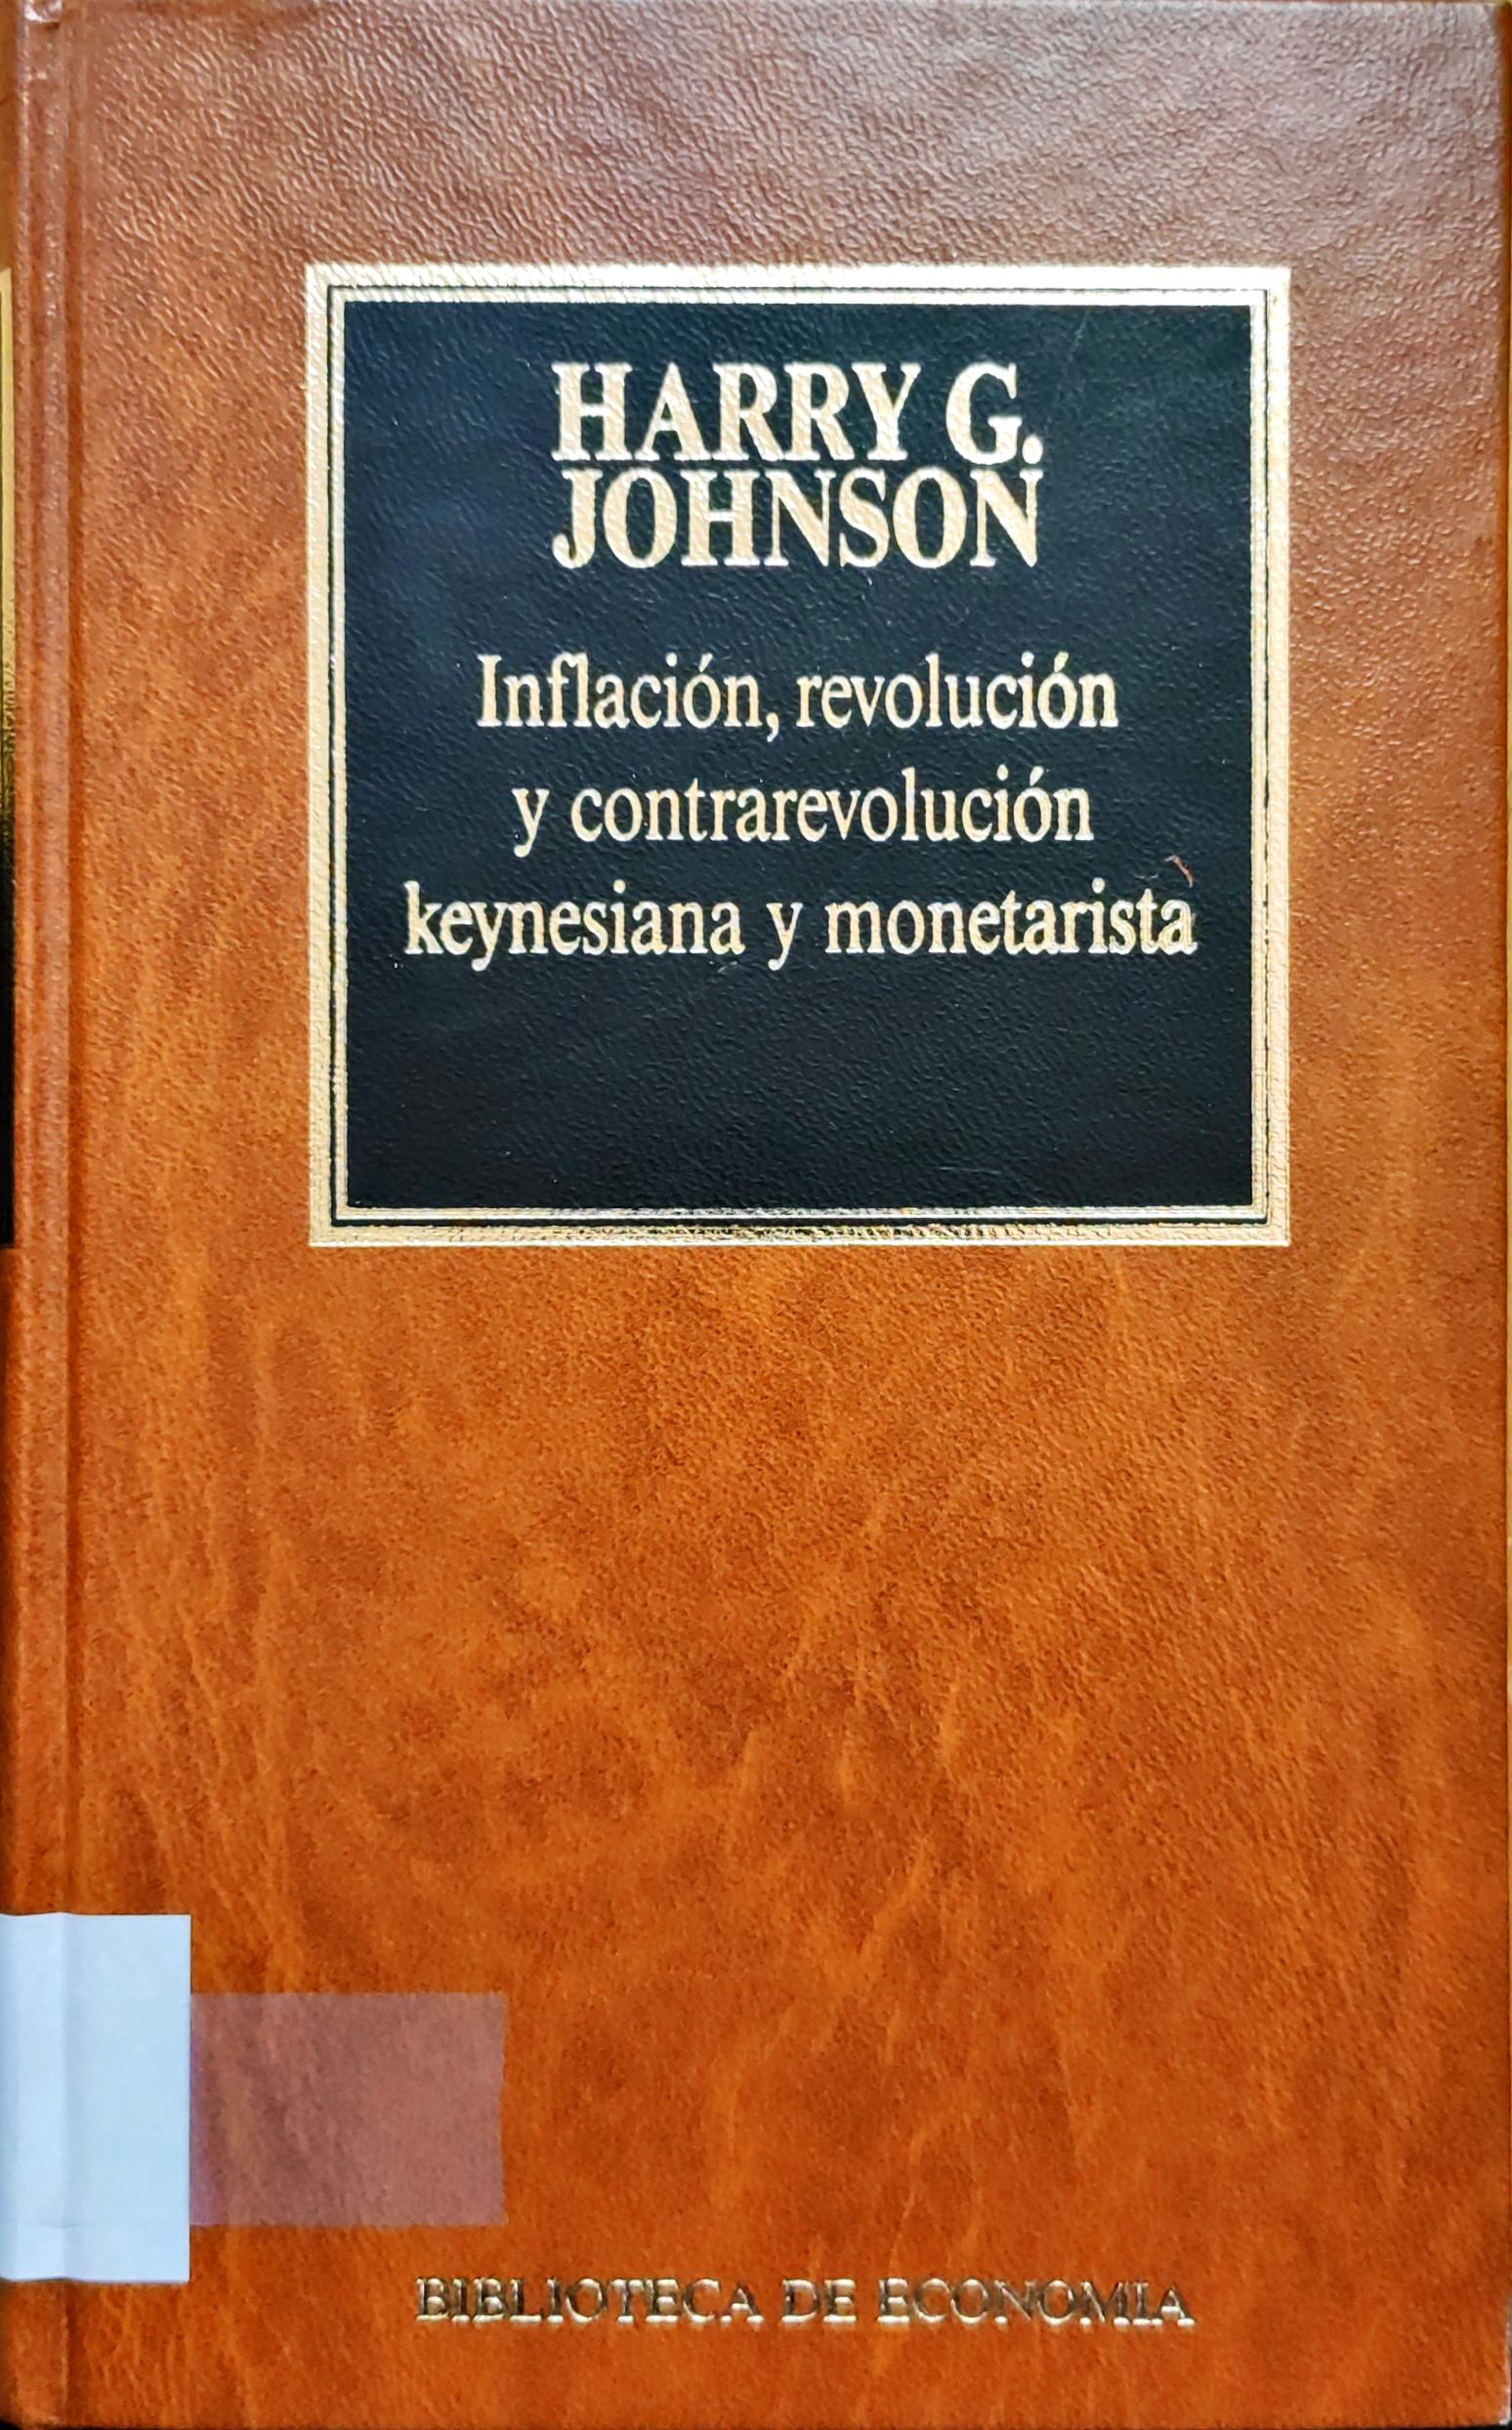 HARRY G.
JOHNSON
Inflación, revolución
y contrarevolución
keynesiana y monetarista
BIBLIOTECA DE ECONOMIA